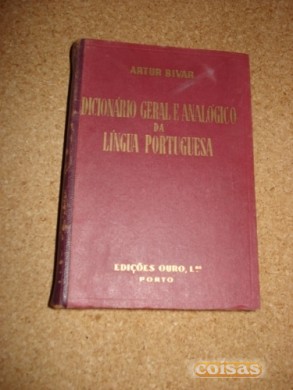 ARTUR BIVAR
DICIONÁRIO GERAL E ANALÓGICO
DA
LÍNGUA PORTUGUESA
EDIÇÕES OURO, L.DA
PORTO
coisas